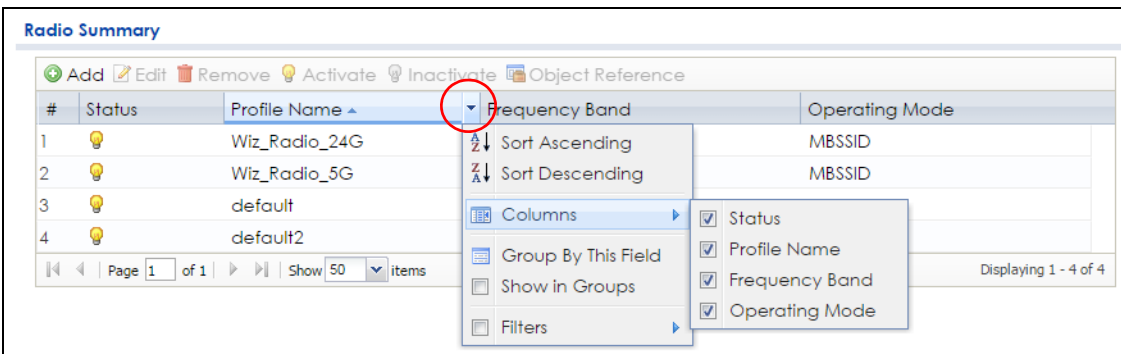 Radio Summary
Add Edit Remove Activate Inactivate Object Reference
# Status Profile Name Frequency Band Operating Mode
1 Wiz_Radio_24G MBSSID
2 Wiz_Radio_5G MBSSID
3 default
4 default2
Page 1 of 1 Show 50 items Displaying 1 - 4 of 4
Sort Ascending
Sort Descending
Columns
Group By This Field
Show in Groups
Filters
Status
Profile Name
Frequency Band
Operating Mode